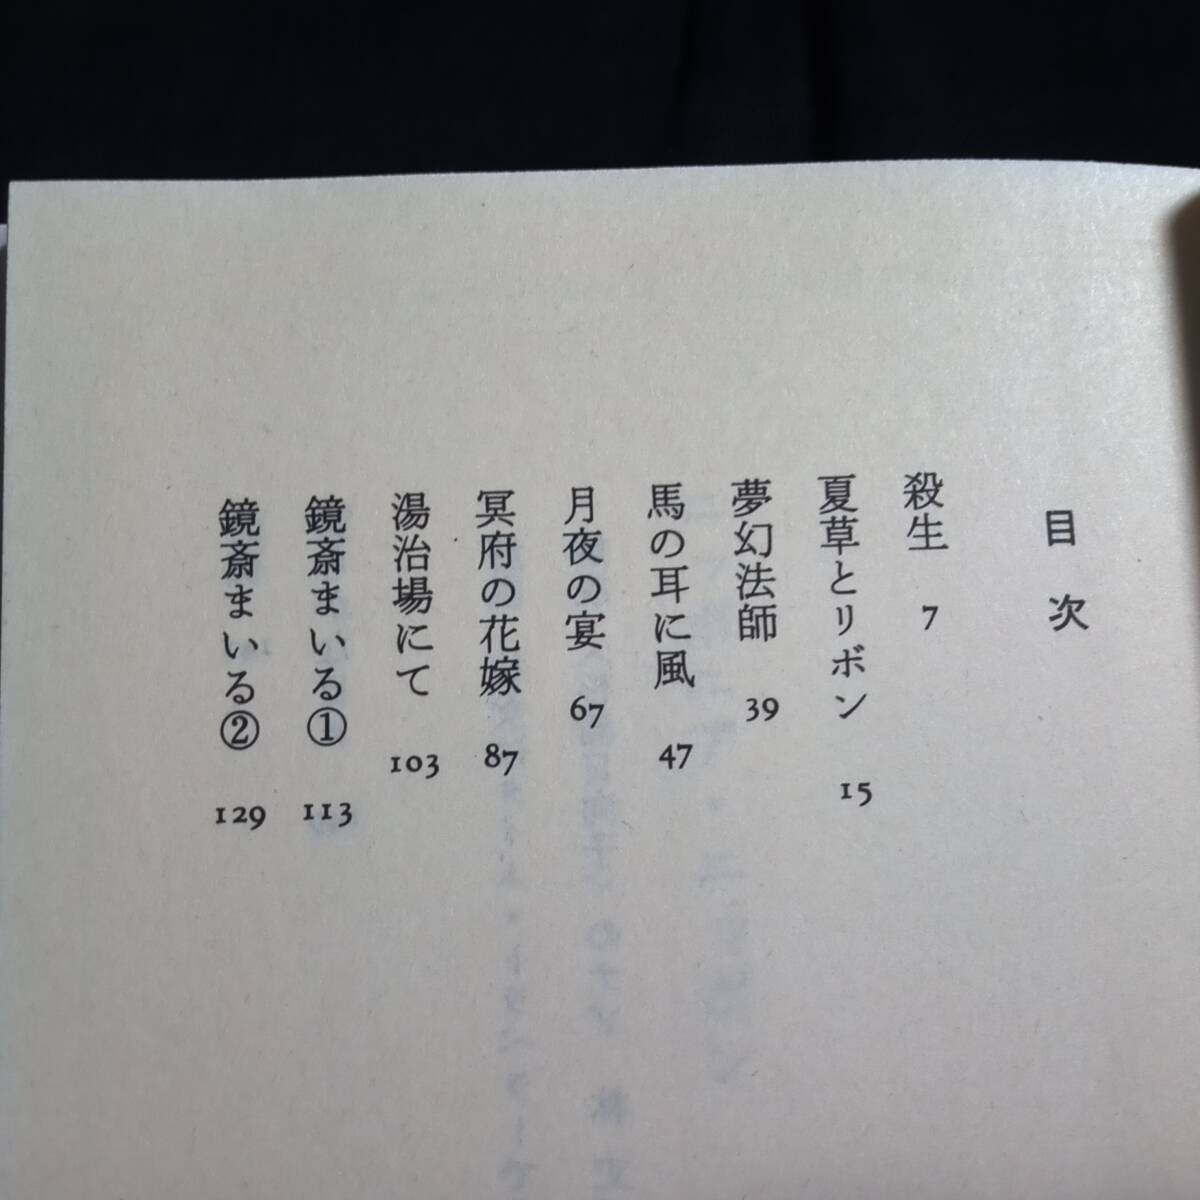 目次
殺生 7
夏草とリボン 15
夢幻法師 39
馬の耳に風 47
月夜の宴 67
冥府の花嫁 87
湯治場にて 103
鏡斎まいる① 113
鏡斎まいる② 129